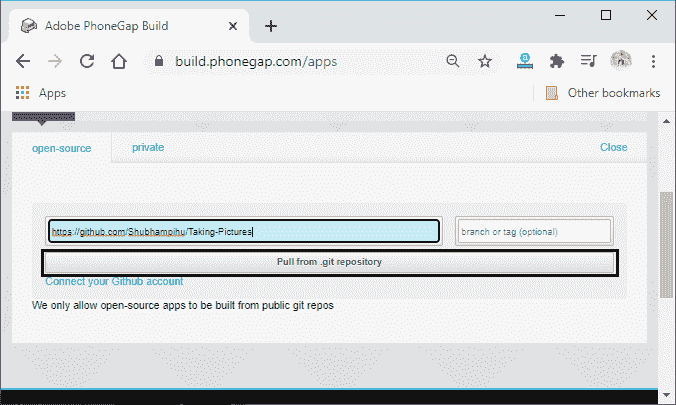 Adobe PhoneGap Build
build.phonegap.com/apps
Apps
Other bookmarks
open-source
private
Close
https://github.com/Shubhampihu/Taking-Pictures
branch or tag (optional)
Pull from .git repository
Connect your Github account
We only allow open-source apps to be built from public git repos